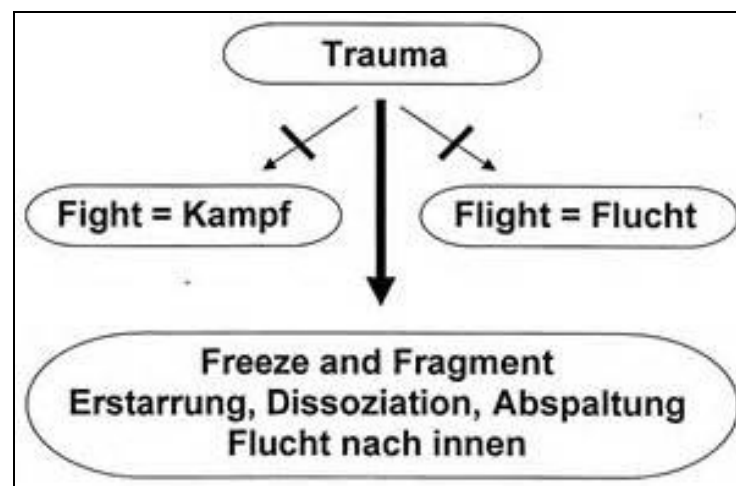 Trauma
Fight = Kampf
Flight = Flucht
Freeze and Fragment
Erstarrung, Dissoziation, Abspaltung
Flucht nach innen